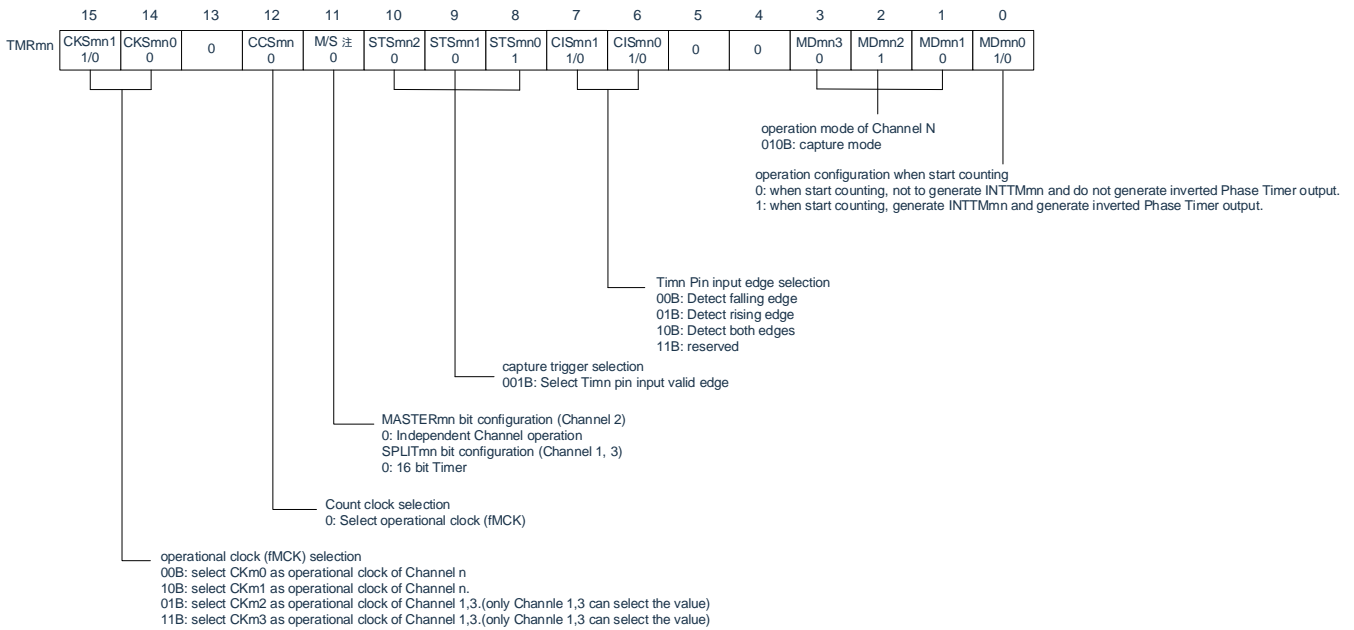 15 14 13 12 11 10 9 8 7 6 5 4 3 2 1 0
TMRmn CKSmn1 CKSmn0 0 CCSmn M/S 注 STSmn2 STSmn1 STSmn0 CISmn1 CISmn0 0 0 MDmn3 MDmn2 MDmn1 MDmn0
1/0 0 0 0 0 0 1 1/0 1/0 0 1 0 1/0
operation mode of Channel N
010B: capture mode
operation configuration when start counting
0: when start counting, not to generate INTTMmn and do not generate inverted Phase Timer output.
1: when start counting, generate INTTMmn and generate inverted Phase Timer output.
Timn Pin input edge selection
00B: Detect falling edge
01B: Detect rising edge
10B: Detect both edges
11B: reserved
capture trigger selection
001B: Select Timn pin input valid edge
MASTERmn bit configuration (Channel 2)
0: Independent Channel operation
SPLITmn bit configuration (Channel 1, 3)
0: 16 bit Timer
Count clock selection
0: Select operational clock (fMCK)
operational clock (fMCK) selection
00B: select CKm0 as operational clock of Channel n
10B: select CKm1 as operational clock of Channel n.
01B: select CKm2 as operational clock of Channel 1,3.(only Channle 1,3 can select the value)
11B: select CKm3 as operational clock of Channel 1,3.(only Channle 1,3 can select the value)